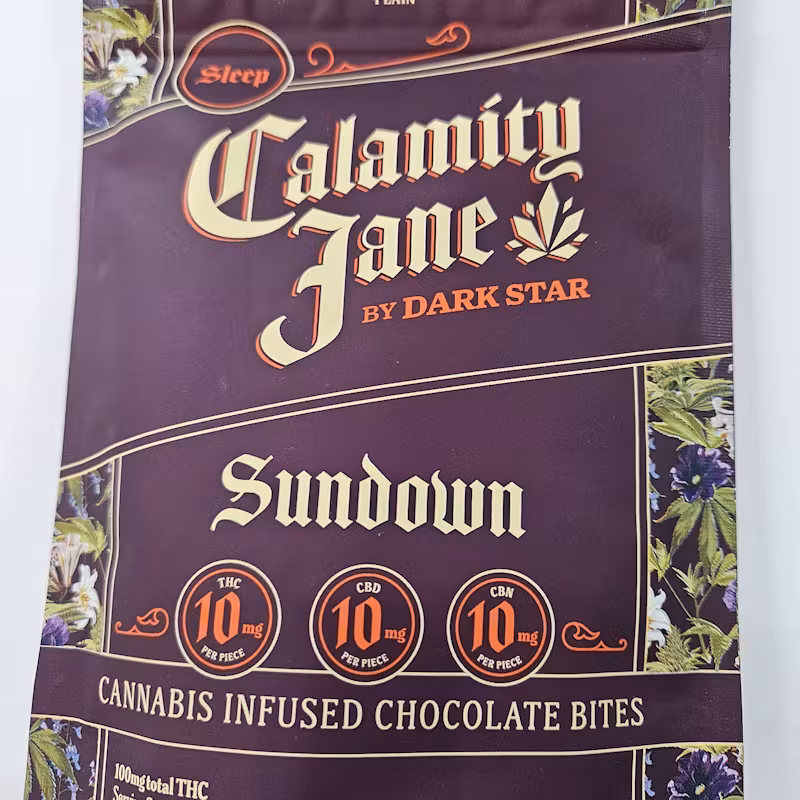 PLAIN
Sleep
Calamity
Jane
BY DARK STAR
Sundown
THC
10mg
PER PIECE
CBD
10mg
PER PIECE
CBN
10mg
PER PIECE
CANNABIS INFUSED CHOCOLATE BITES
100mg total THC